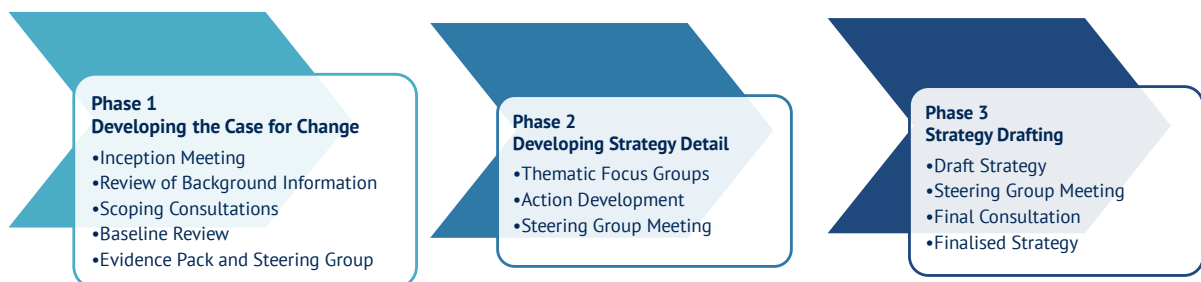 Phase 1
Developing the Case for Change
•Inception Meeting
•Review of Background Information
•Scoping Consultations
•Baseline Review
•Evidence Pack and Steering Group
Phase 2
Developing Strategy Detail
•Thematic Focus Groups
•Action Development
•Steering Group Meeting
Phase 3
Strategy Drafting
•Draft Strategy
•Steering Group Meeting
•Final Consultation
•Finalised Strategy